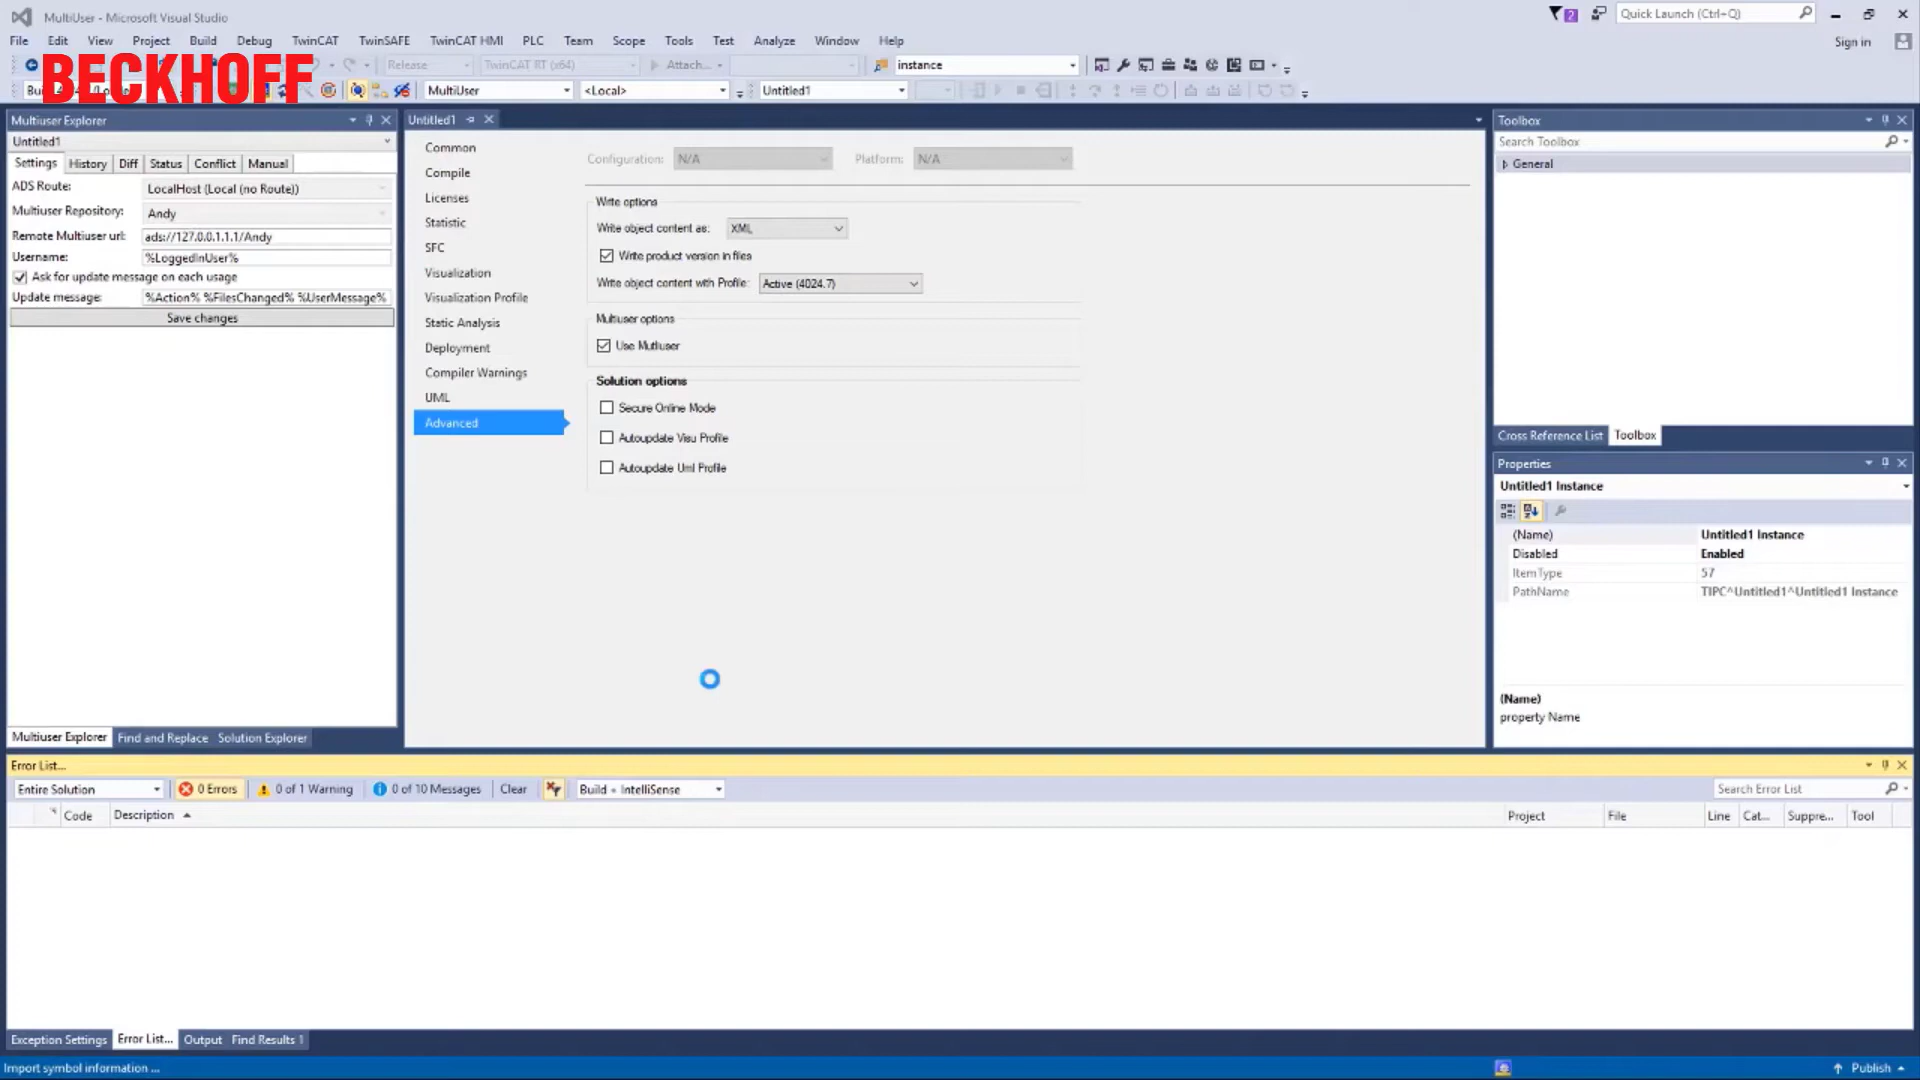 MultiUser - Microsoft Visual Studio
2
Quick Launch (Ctrl+Q)
File Edit View Project Build Debug TwinCAT TwinSAFE TwinCAT HMI PLC Team Scope Tools Test Analyze Window Help
Sign in
BECKHOFF
Release TwinCAT RT (x64) Attach... instance
MultiUser <Local> Untitled1
Multiuser Explorer
Untitled1
Settings History Diff Status Conflict Manual
ADS Route: LocalHost (Local (no Route))
Multiuser Repository: Andy
Remote Multiuser url: ads://127.0.0.1.1.1/Andy
Username: %LoggedInUser%
Ask for update message on each usage
Update message: %Action% %FilesChanged% %UserMessage%
Save changes
Multiuser Explorer Find and Replace Solution Explorer
Untitled1
Common
Compile
Licenses
Statistic
SFC
Visualization
Visualization Profile
Static Analysis
Deployment
Compiler Warnings
UML
Advanced
Configuration: N/A Platform: N/A
Write options
Write object content as: XML
Write product version in files
Write object content with Profile: Active (4024.7)
Multiuser options
Use Mutliuser
Solution options
Secure Online Mode
Autoupdate Visu Profile
Autoupdate Uml Profile
Toolbox
Search Toolbox
General
Cross Reference List Toolbox
Properties
Untitled1 Instance
(Name) Untitled1 Instance
Disabled Enabled
ItemType 57
PathName TIPC^Untitled1^Untitled1 Instance
(Name)
property Name
Error List...
Entire Solution 0 Errors 0 of 1 Warning 0 of 10 Messages Clear Build + IntelliSense Search Error List
Code Description Project File Line Cat... Suppre... Tool
Exception Settings Error List... Output Find Results 1
Import symbol information ...
Publish